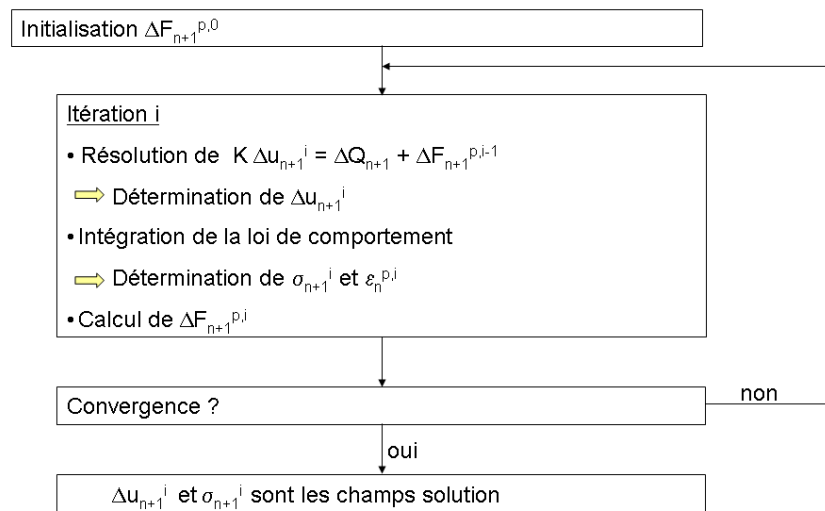 Initialisation ΔFₙ₊₁ᵖ,⁰
Itération i
• Résolution de K Δuₙ₊₁ⁱ = ΔQₙ₊₁ + ΔFₙ₊₁ᵖ,ⁱ⁻¹
Détermination de Δuₙ₊₁ⁱ
• Intégration de la loi de comportement
Détermination de σₙ₊₁ⁱ et εₙᵖ,ⁱ
• Calcul de ΔFₙ₊₁ᵖ,ⁱ
Convergence ?
non
oui
Δuₙ₊₁ⁱ et σₙ₊₁ⁱ sont les champs solution